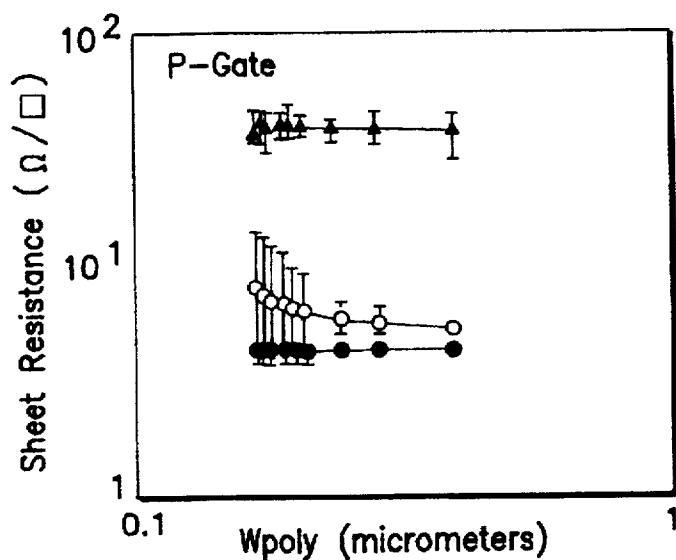 10²
P-Gate
Sheet Resistance (Ω/□)
10¹
1
0.1
1
Wpoly (micrometers)